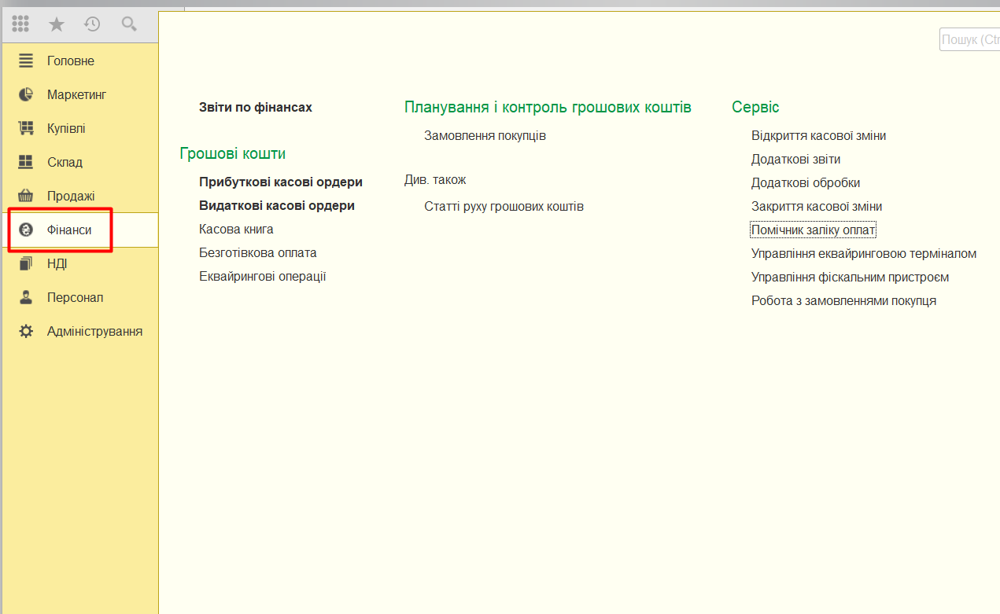 Пошук (Ctr
Головне
Маркетинг
Купівлі
Склад
Продажі
Фінанси
НДІ
Персонал
Адміністрування
Звіти по фінансах
Грошові кошти
Прибуткові касові ордери
Видаткові касові ордери
Касова книга
Безготівкова оплата
Еквайрингові операції
Планування і контроль грошових коштів
Замовлення покупців
Див. також
Статті руху грошових коштів
Сервіс
Відкриття касової зміни
Додаткові звіти
Додаткові обробки
Закриття касової зміни
Помічник заліку оплат
Управління еквайринговою терміналом
Управління фіскальним пристроєм
Робота з замовленнями покупця